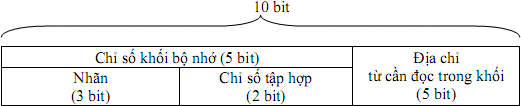 10 bit
Chỉ số khối bộ nhớ (5 bit)
Nhãn
(3 bit)
Chỉ số tập hợp
(2 bit)
Địa chỉ
từ cần đọc trong khối
(5 bit)